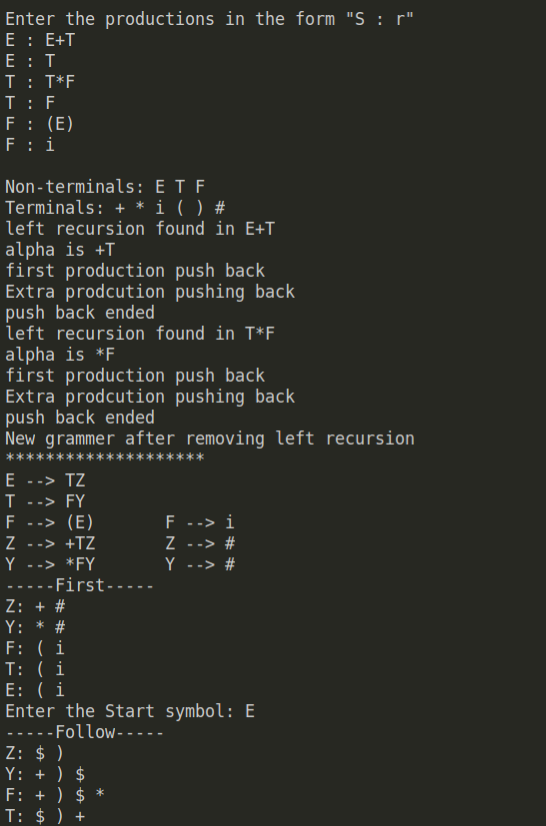 Enter the productions in the form "S : r"
E : E+T
E : T
T : T*F
T : F
F : (E)
F : i

Non-terminals: E T F
Terminals: + * i ( ) #
left recursion found in E+T
alpha is +T
first production push back
Extra prodcution pushing back
push back ended
left recursion found in T*F
alpha is *F
first production push back
Extra prodcution pushing back
push back ended
New grammer after removing left recursion
********************
E --> TZ
T --> FY
F --> (E)       F --> i
Z --> +TZ       Z --> #
Y --> *FY       Y --> #
-----First-----
Z: + #
Y: * #
F: ( i
T: ( i
E: ( i
Enter the Start symbol: E
-----Follow-----
Z: $ )
Y: + ) $
F: + ) $ *
T: $ ) +